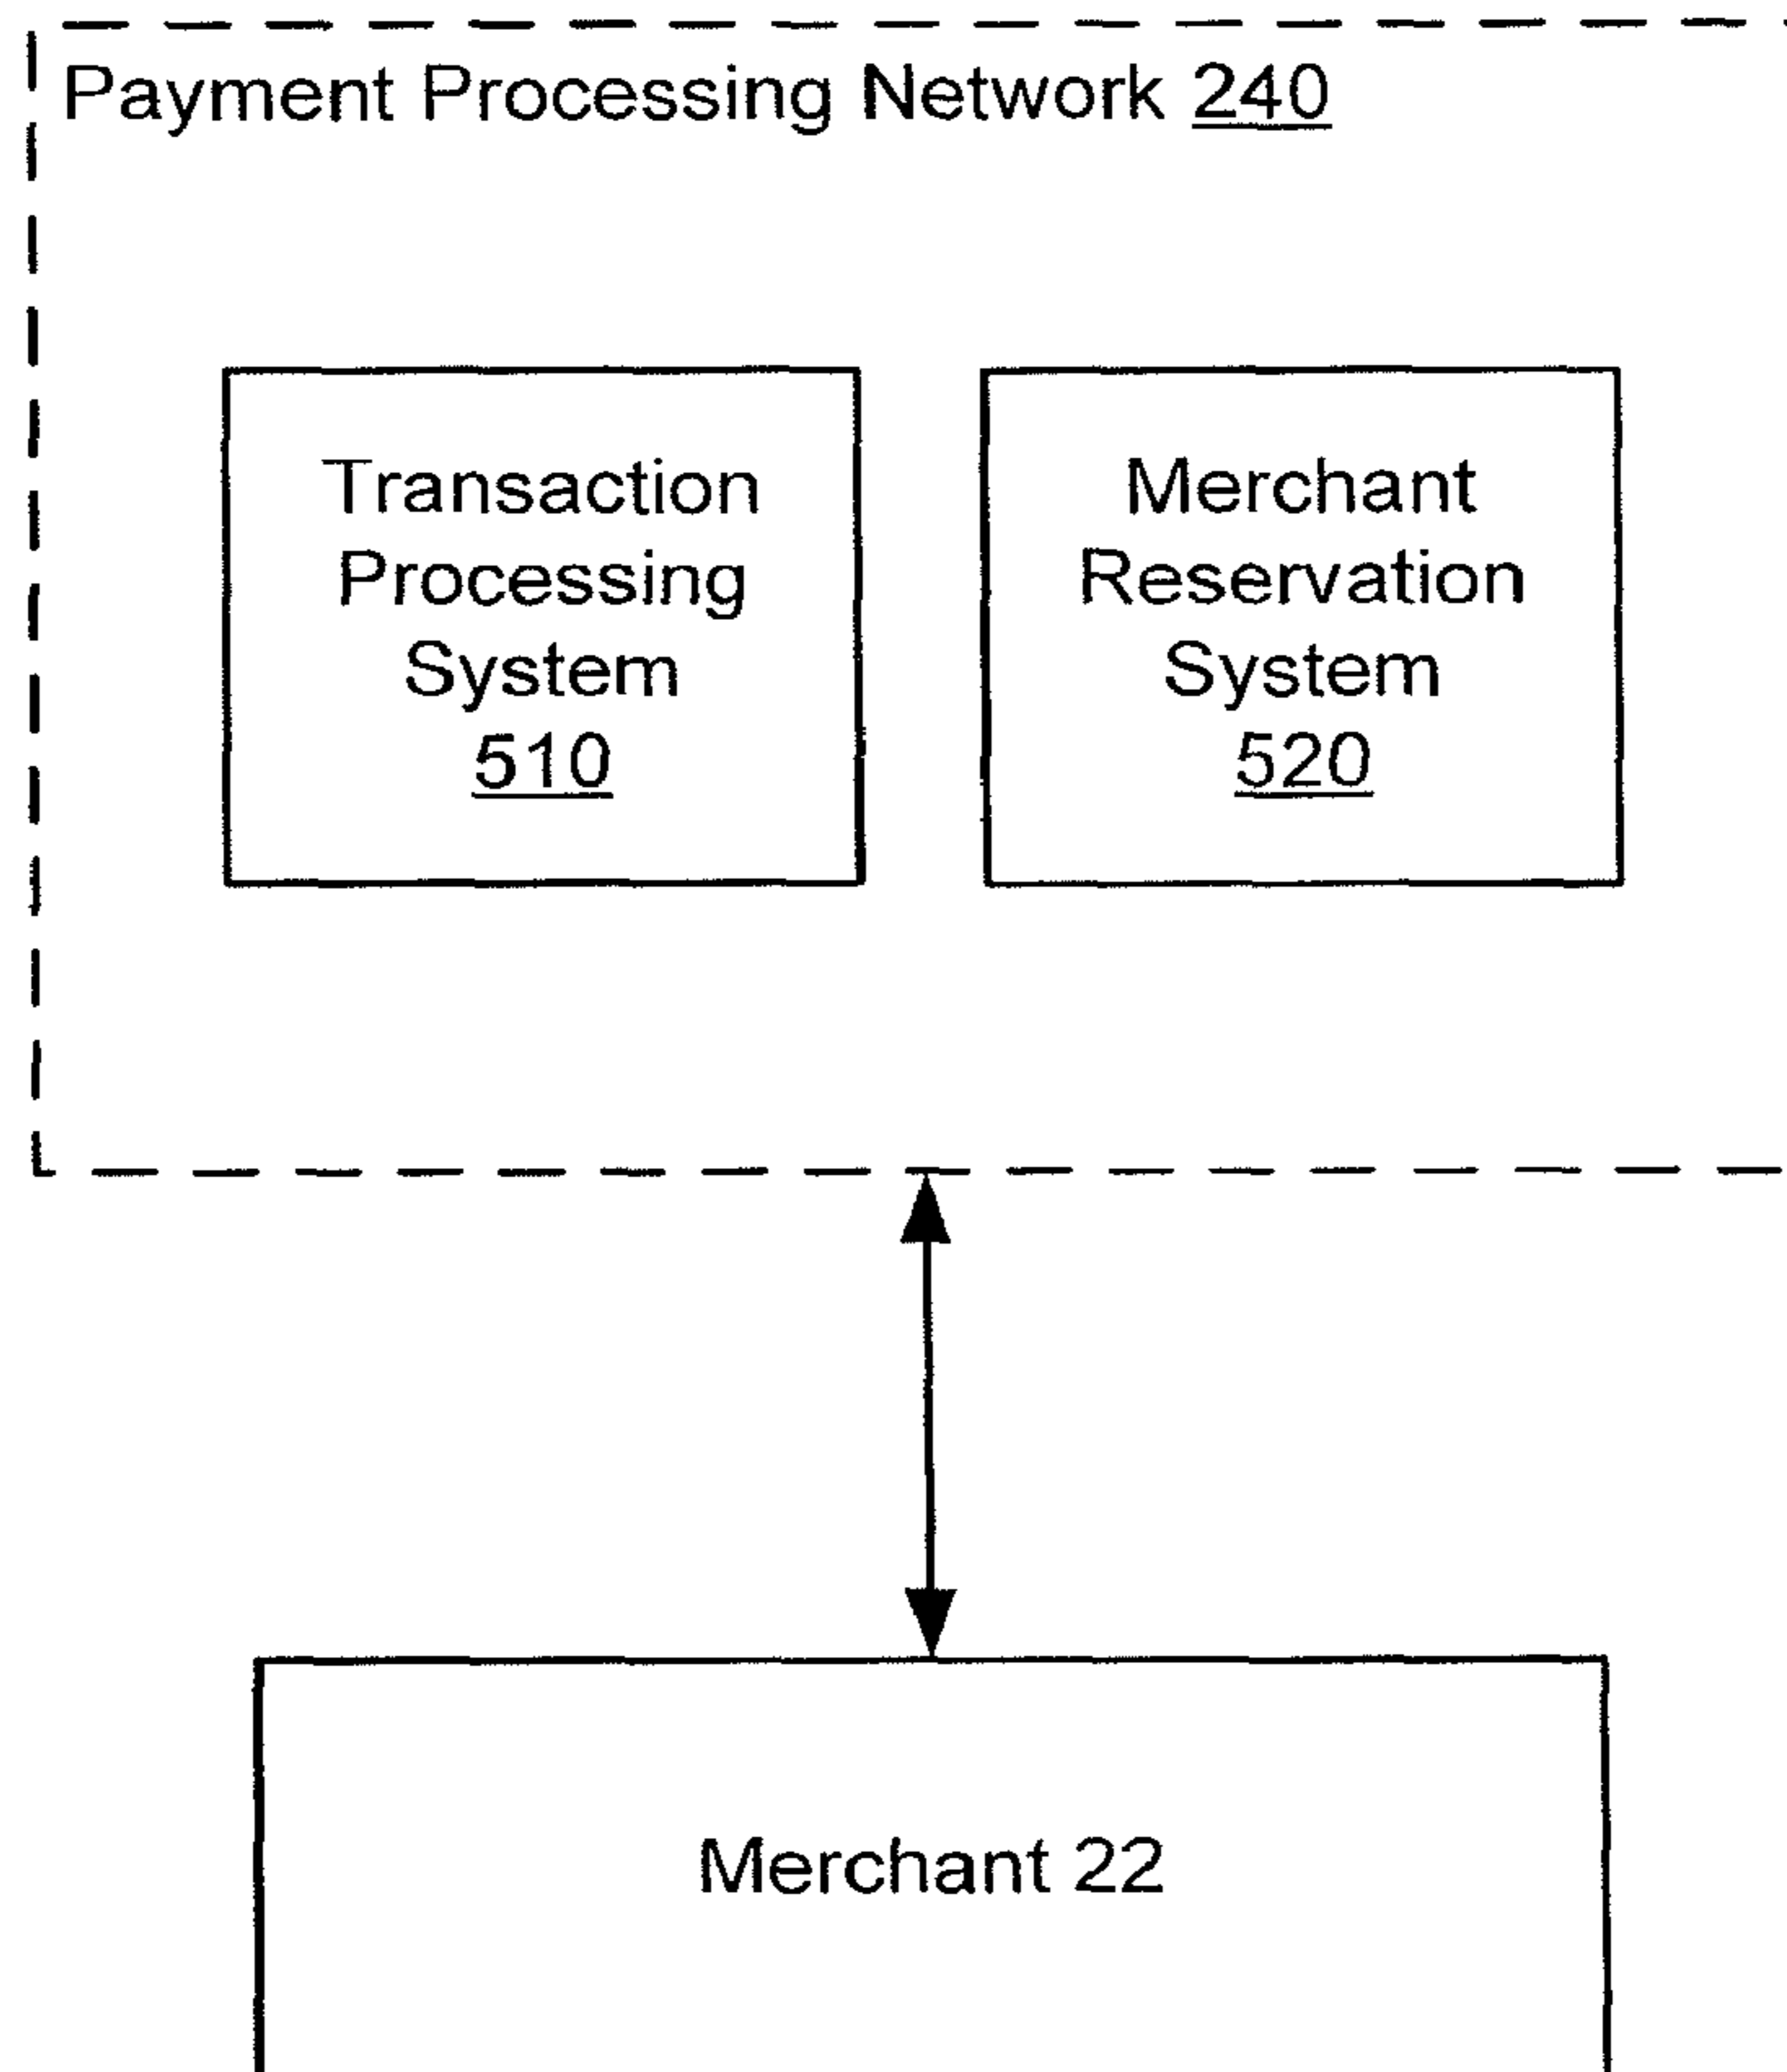 Payment Processing Network 240
Transaction
Processing
System
510
Merchant
Reservation
System
520
Merchant 22